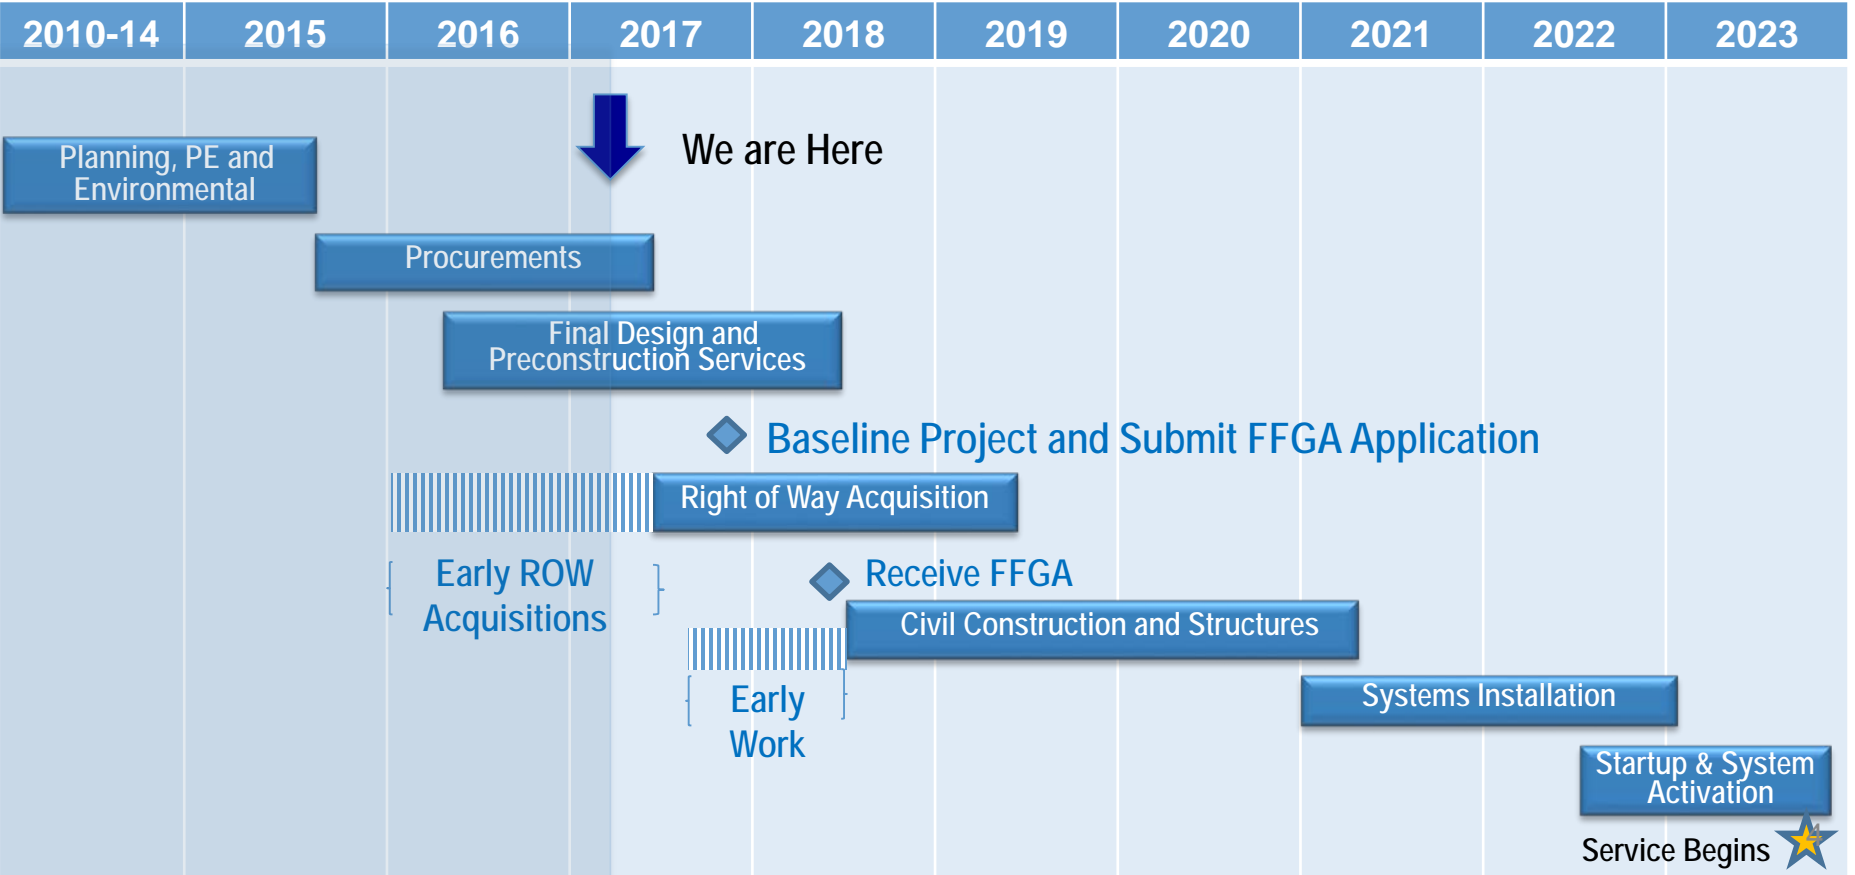 2010-14 2015 2016 2017 2018 2019 2020 2021 2022 2023
We are Here
Planning, PE and
Environmental
Procurements
Final Design and
Preconstruction Services
Baseline Project and Submit FFGA Application
Right of Way Acquisition
Early ROW
Acquisitions
Receive FFGA
Civil Construction and Structures
Early
Work
Systems Installation
Startup & System
Activation
Service Begins
4